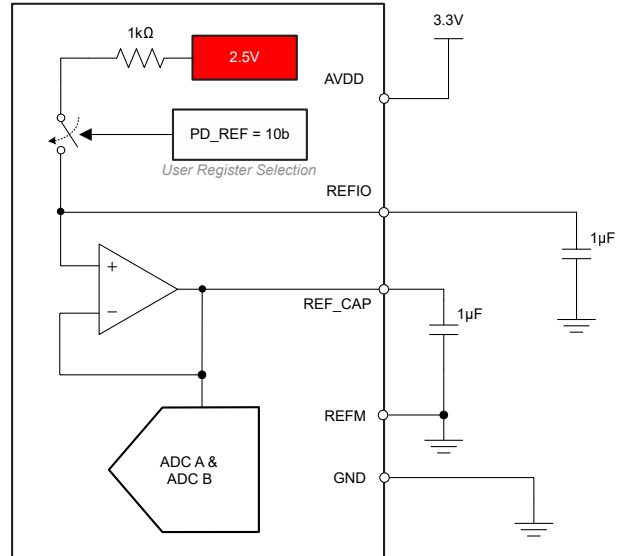 3.3V
1kΩ
2.5V
AVDD
PD_REF = 10b
User Register Selection
REFIO
1µF
+
−
REF_CAP
1µF
REFM
ADC A &
ADC B
GND